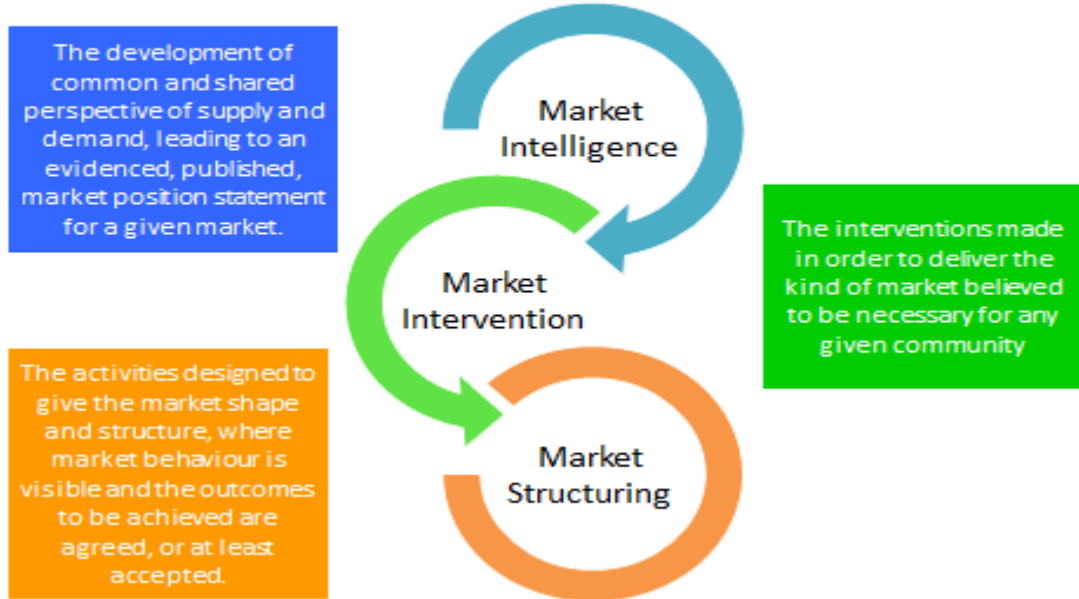 The development of
common and shared
perspective of supply and
demand, leading to an
evidenced, published,
market position statement
for a given market.
Market
Intelligence
The interventions made
in order to deliver the
kind of market believed
to be necessary for any
given community
Market
Intervention
The activities designed to
give the market shape
and structure, where
market behaviour is
visible and the outcomes
to be achieved are
agreed, or at least
accepted.
Market
Structuring